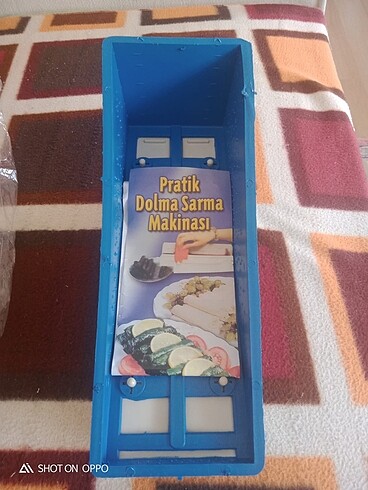 Pratik
Dolma Sarma
Makinası
SHOT ON OPPO